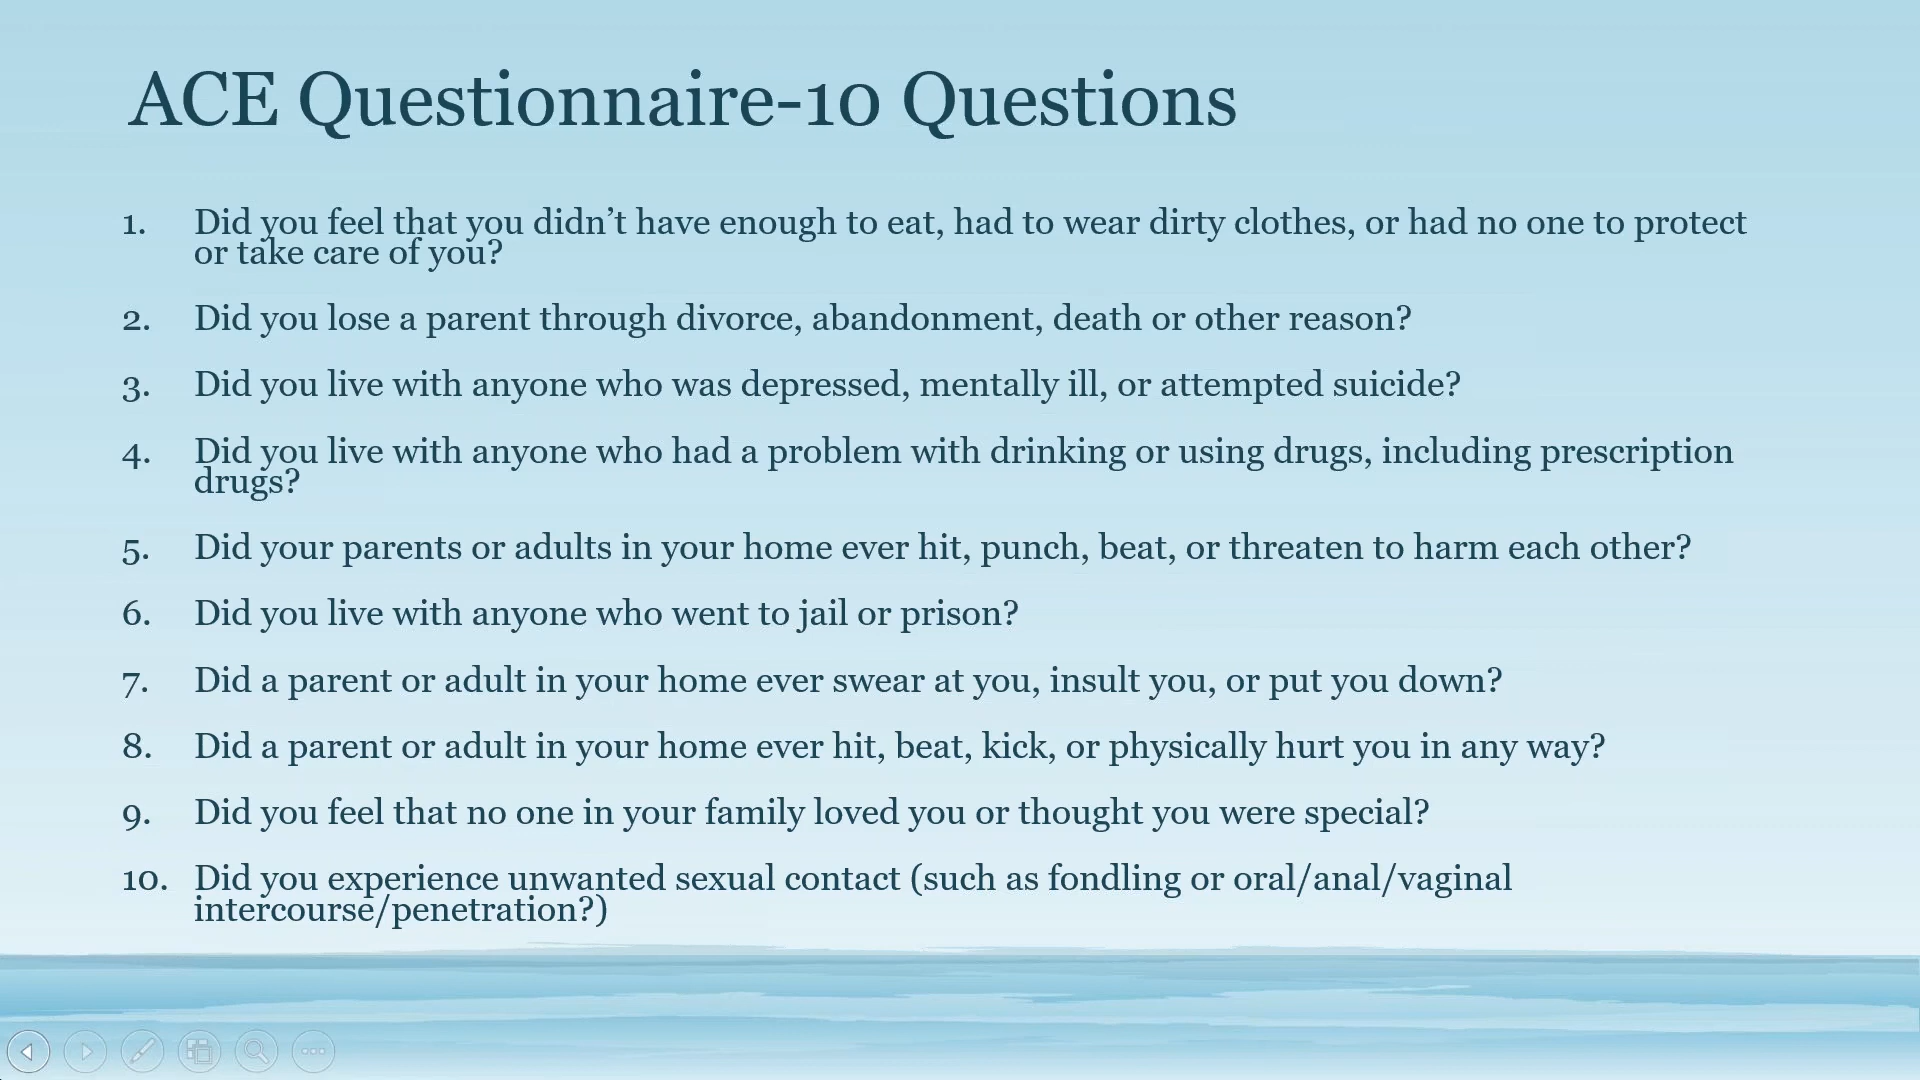 ACE Questionnaire-10 Questions
1. Did you feel that you didn’t have enough to eat, had to wear dirty clothes, or had no one to protect
or take care of you?
2. Did you lose a parent through divorce, abandonment, death or other reason?
3. Did you live with anyone who was depressed, mentally ill, or attempted suicide?
4. Did you live with anyone who had a problem with drinking or using drugs, including prescription
drugs?
5. Did your parents or adults in your home ever hit, punch, beat, or threaten to harm each other?
6. Did you live with anyone who went to jail or prison?
7. Did a parent or adult in your home ever swear at you, insult you, or put you down?
8. Did a parent or adult in your home ever hit, beat, kick, or physically hurt you in any way?
9. Did you feel that no one in your family loved you or thought you were special?
10. Did you experience unwanted sexual contact (such as fondling or oral/anal/vaginal
intercourse/penetration?)